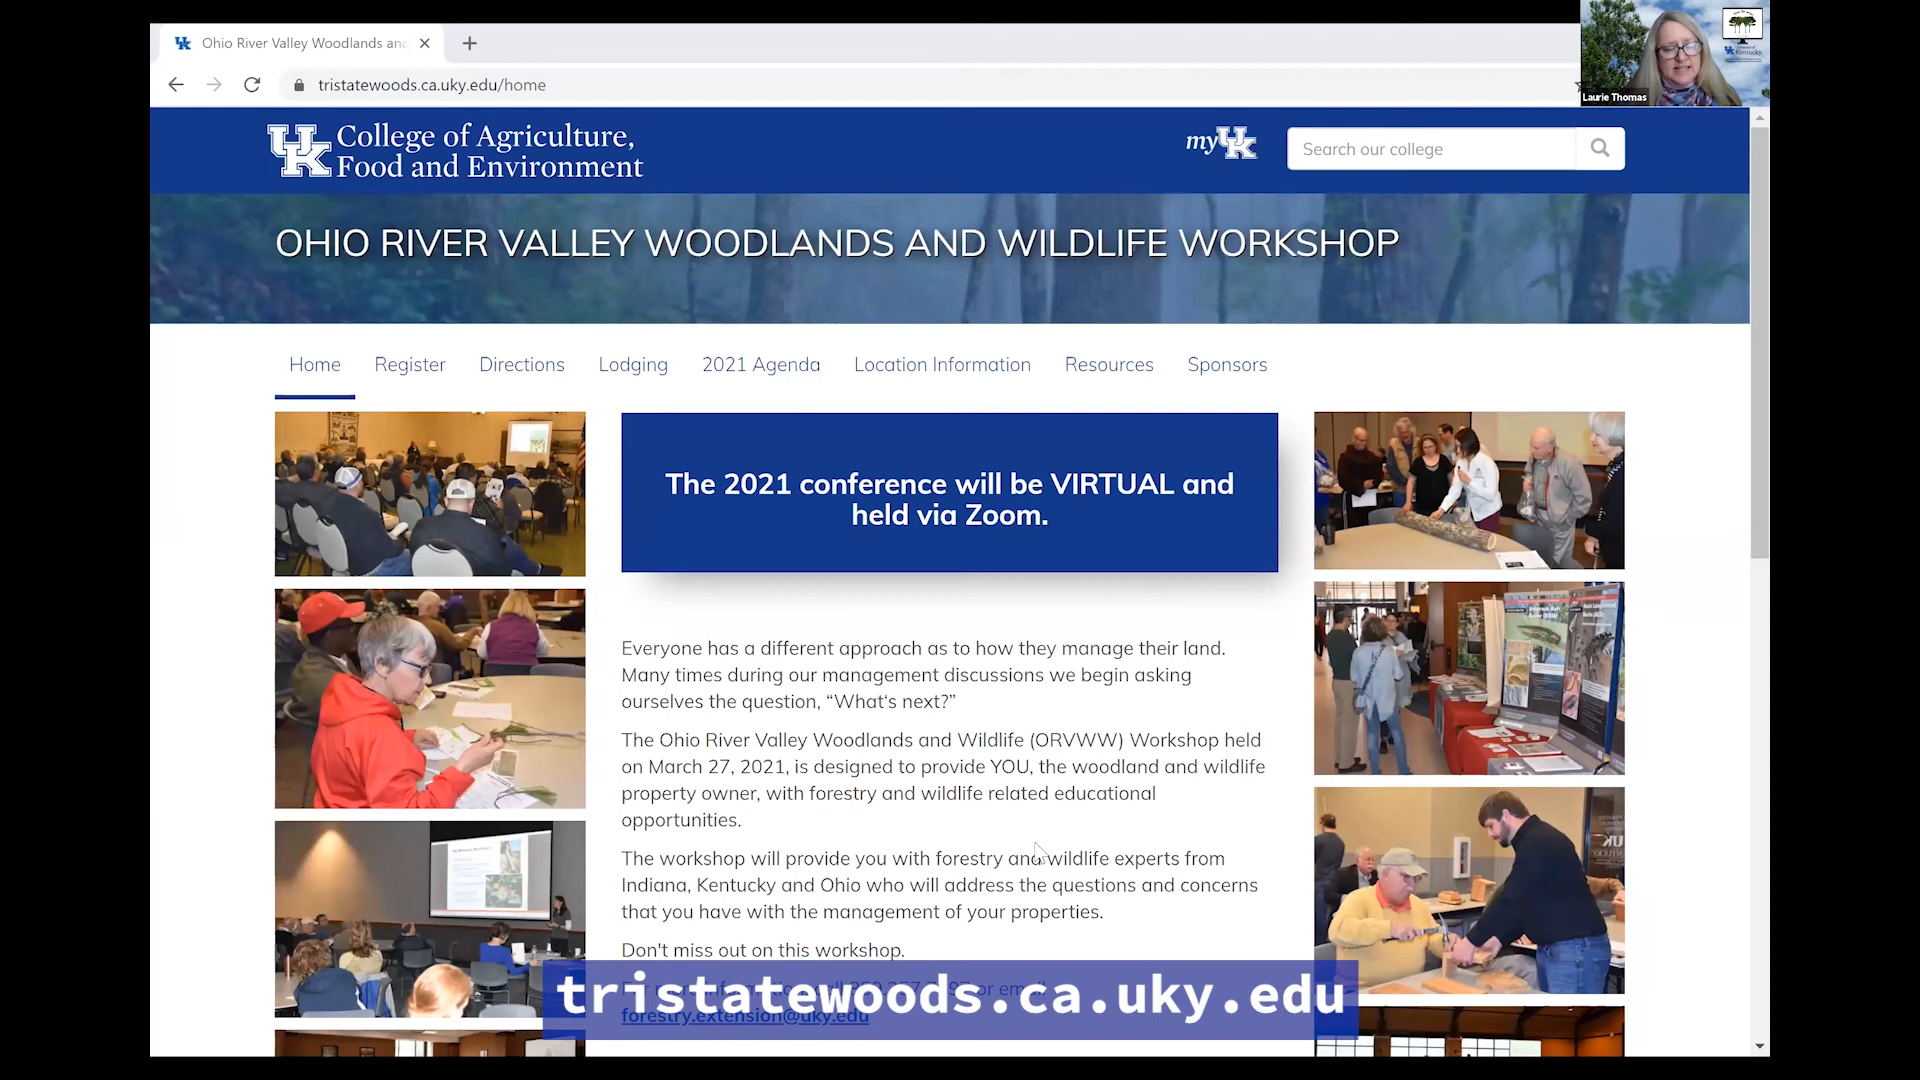 Ohio River Valley Woodlands and
tristatewoods.ca.uky.edu/home
Laurie Thomas
UK College of Agriculture,
Food and Environment
myUK
Search our college
OHIO RIVER VALLEY WOODLANDS AND WILDLIFE WORKSHOP
Home Register Directions Lodging 2021 Agenda Location Information Resources Sponsors
The 2021 conference will be VIRTUAL and
held via Zoom.
Everyone has a different approach as to how they manage their land.
Many times during our management discussions we begin asking
ourselves the question, “What‘s next?”
The Ohio River Valley Woodlands and Wildlife (ORVWW) Workshop held
on March 27, 2021, is designed to provide YOU, the woodland and wildlife
property owner, with forestry and wildlife related educational
opportunities.
The workshop will provide you with forestry and wildlife experts from
Indiana, Kentucky and Ohio who will address the questions and concerns
that you have with the management of your properties.
Don't miss out on this workshop.
forestry.extension@uky.edu
tristatewoods.ca.uky.edu